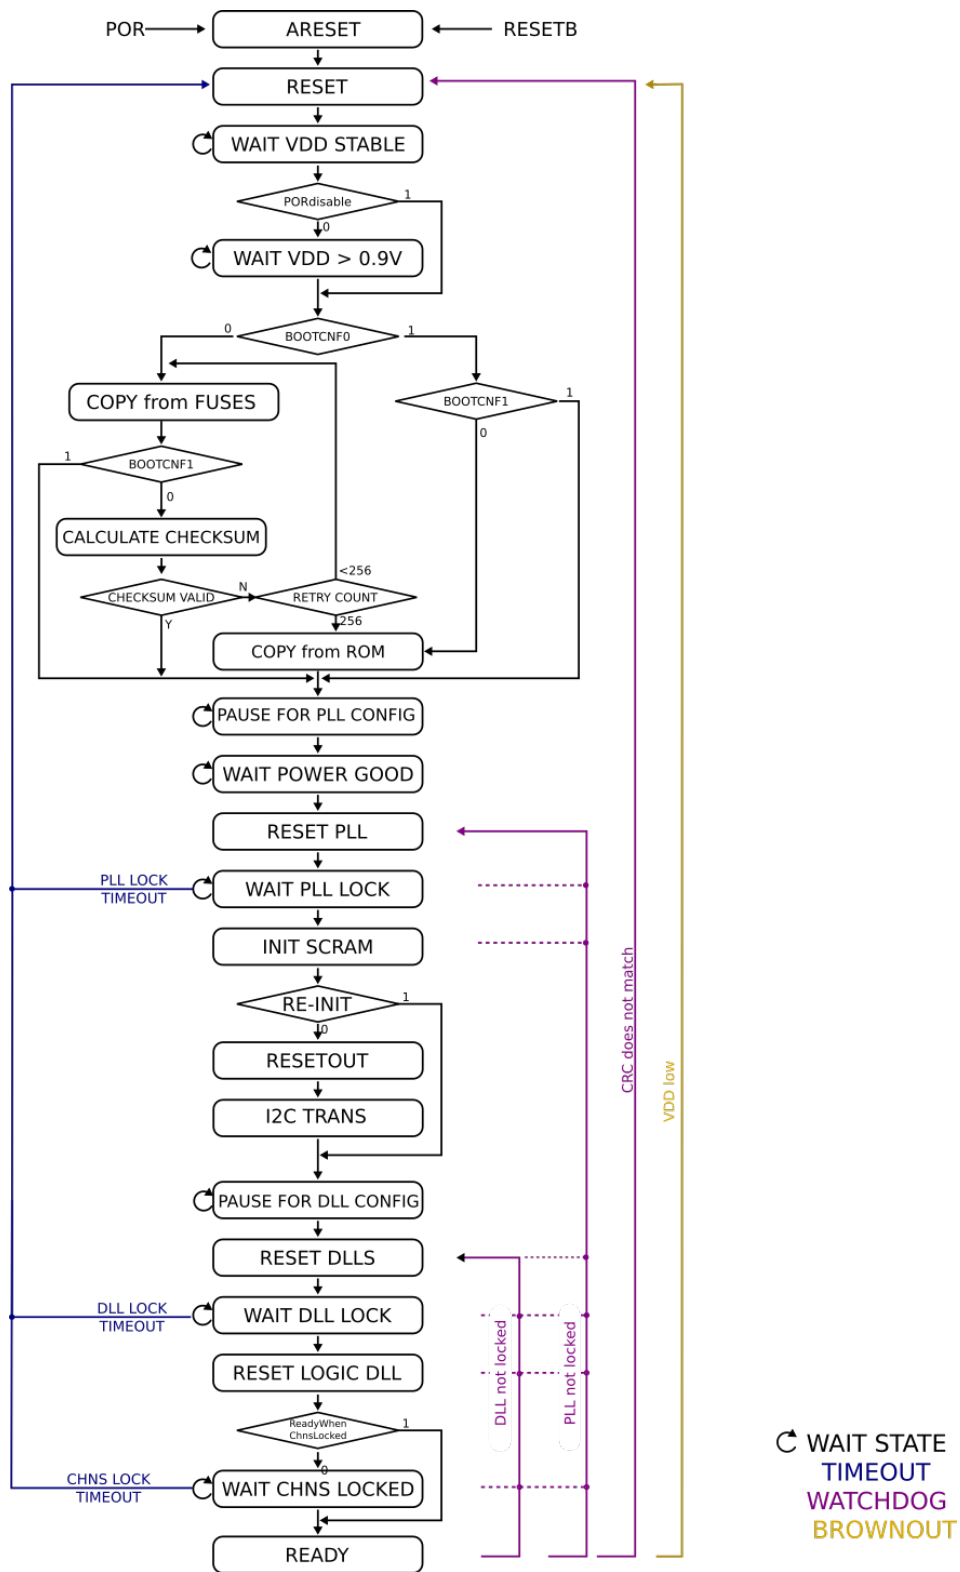 POR
ARESET
RESETB
RESET
WAIT VDD STABLE
PORdisable
1
0
WAIT VDD > 0.9V
BOOTCNF0
0
1
COPY from FUSES
BOOTCNF1
1
0
BOOTCNF1
1
0
CALCULATE CHECKSUM
CHECKSUM VALID
N
Y
RETRY COUNT
<256
256
COPY from ROM
PAUSE FOR PLL CONFIG
WAIT POWER GOOD
RESET PLL
PLL LOCK
TIMEOUT
WAIT PLL LOCK
INIT SCRAM
RE-INIT
1
0
RESETOUT
I2C TRANS
PAUSE FOR DLL CONFIG
RESET DLLS
DLL LOCK
TIMEOUT
WAIT DLL LOCK
RESET LOGIC DLL
ReadyWhen
ChnsLocked
1
0
CHNS LOCK
TIMEOUT
WAIT CHNS LOCKED
READY
DLL not locked
PLL not locked
CRC does not match
VDD low
WAIT STATE
TIMEOUT
WATCHDOG
BROWNOUT